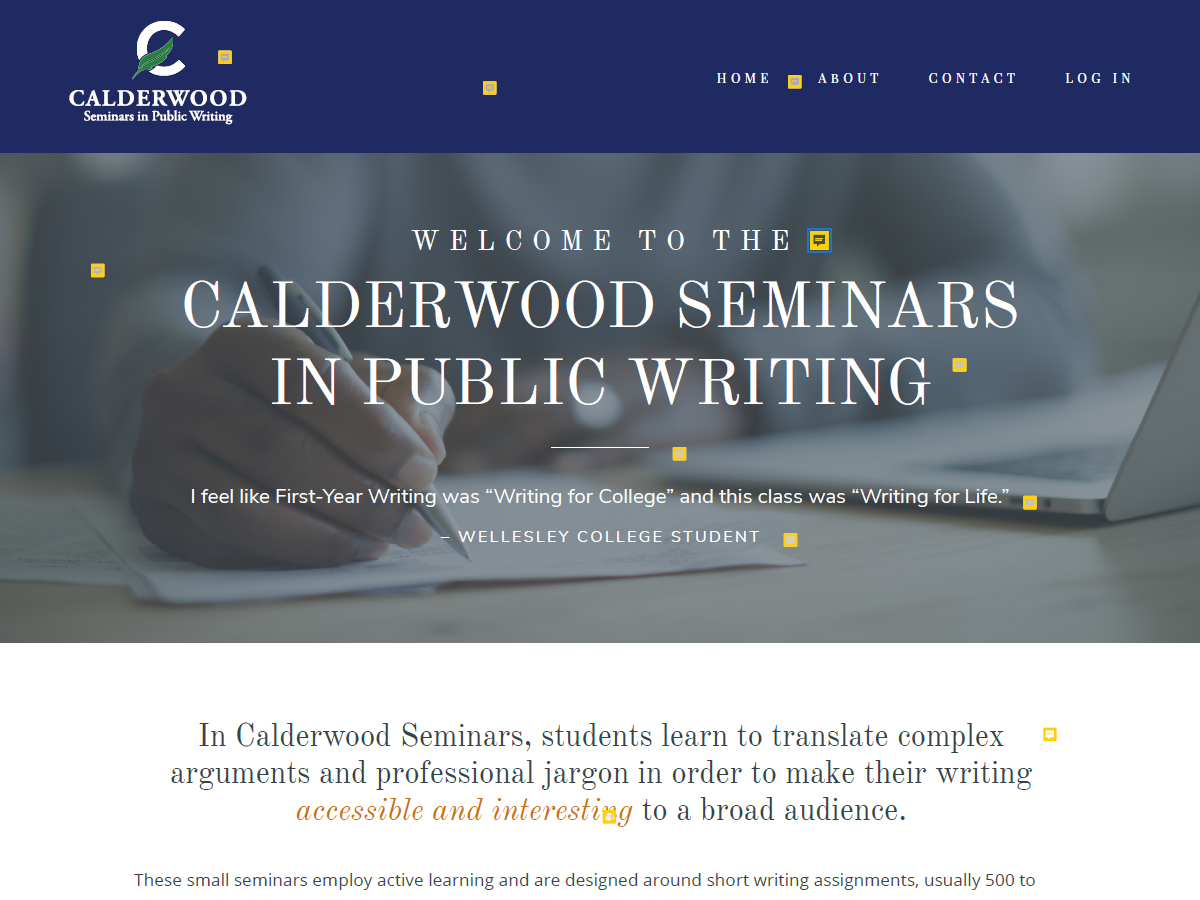 CALDERWOOD
Seminars in Public Writing
HOME ABOUT CONTACT LOG IN
WELCOME TO THE
CALDERWOOD SEMINARS
IN PUBLIC WRITING
I feel like First-Year Writing was “Writing for College” and this class was “Writing for Life.”
– WELLESLEY COLLEGE STUDENT
In Calderwood Seminars, students learn to translate complex
arguments and professional jargon in order to make their writing
accessible and interesting to a broad audience.
These small seminars employ active learning and are designed around short writing assignments, usually 500 to